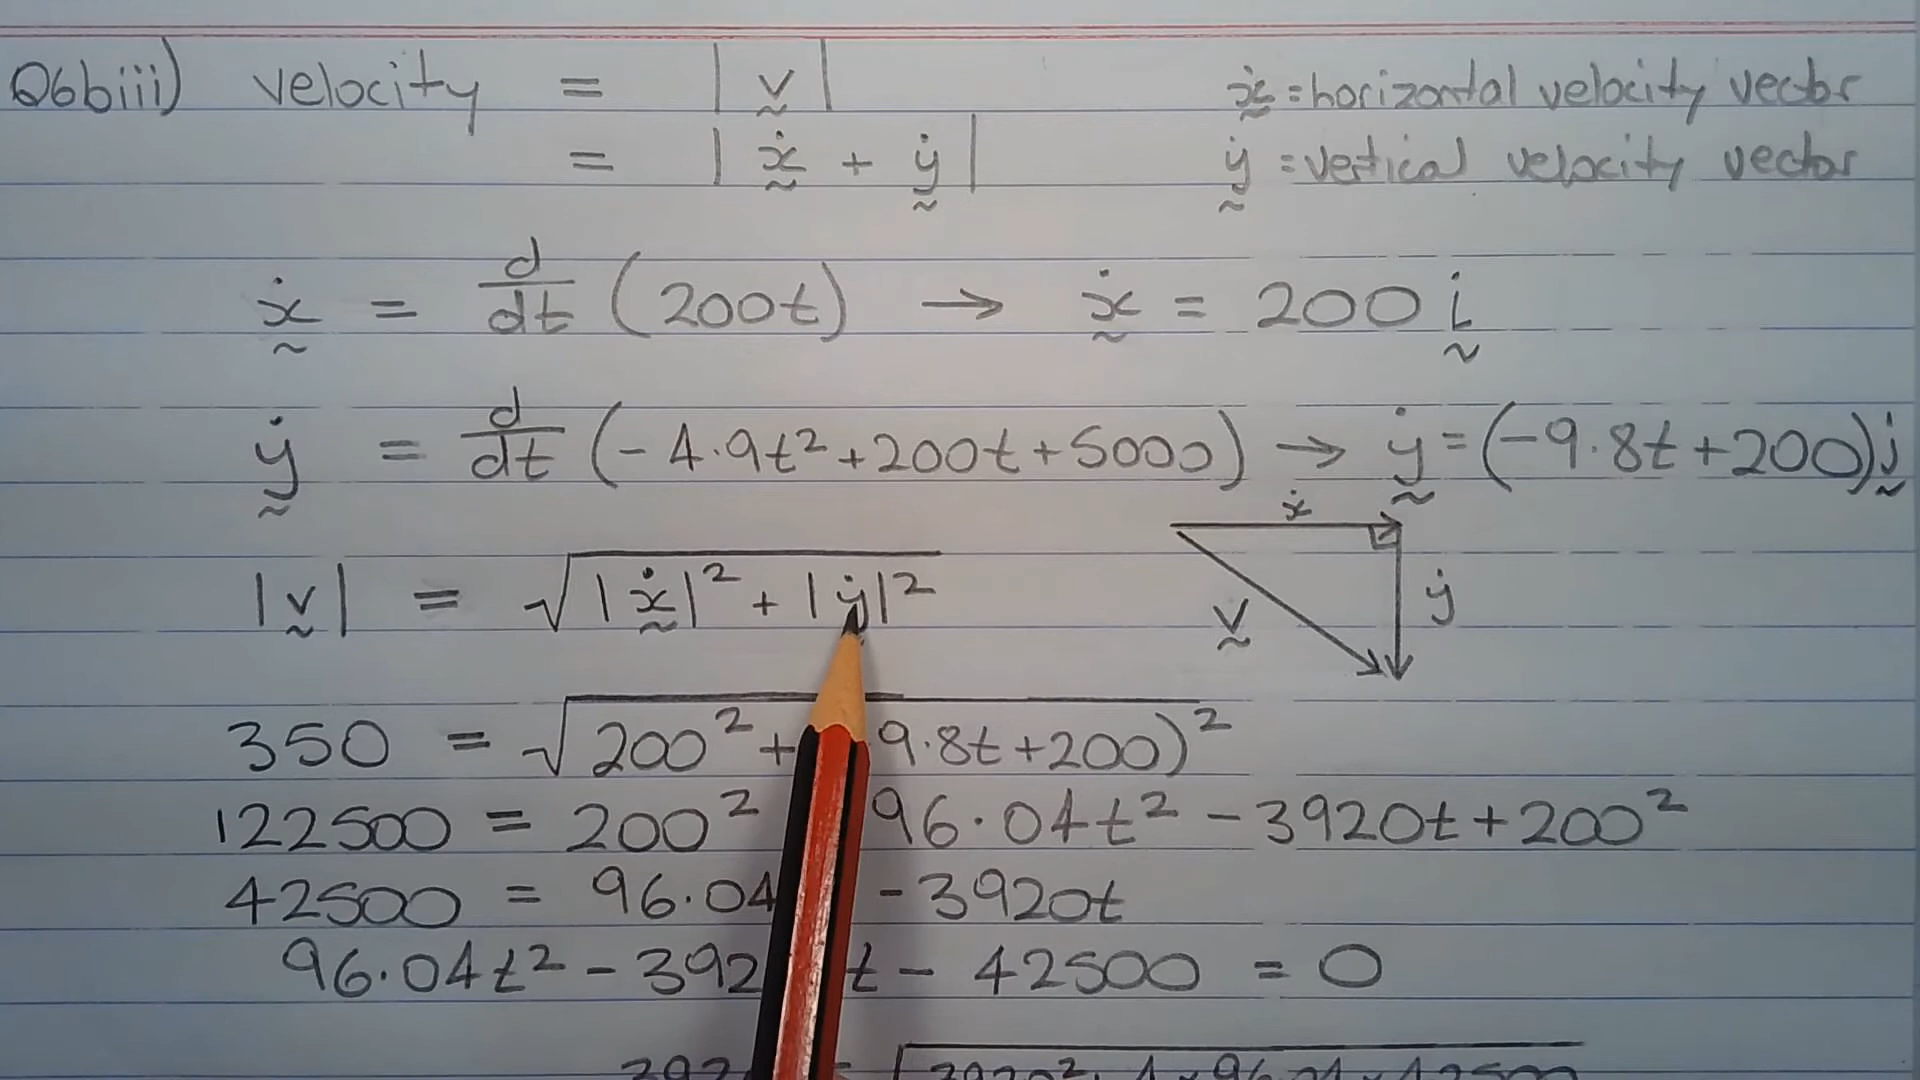 Q6biii) velocity = |v|
ẋ = horizontal velocity vector
= |ẋ + ẏ|
ẏ = vertical velocity vector
ẋ = d/dt (200t) → ẋ = 200 i
ẏ = d/dt (-4.9t² + 200t + 5000) → ẏ = (-9.8t + 200) j
ẋ
|v| = √|ẋ|² + |ẏ|²
v
ẏ
350 = √200² + 9.8t + 200)²
122500 = 200² 96.04t² - 3920t + 200²
42500 = 96.04 - 3920t
96.04t² - 392 t - 42500 = 0